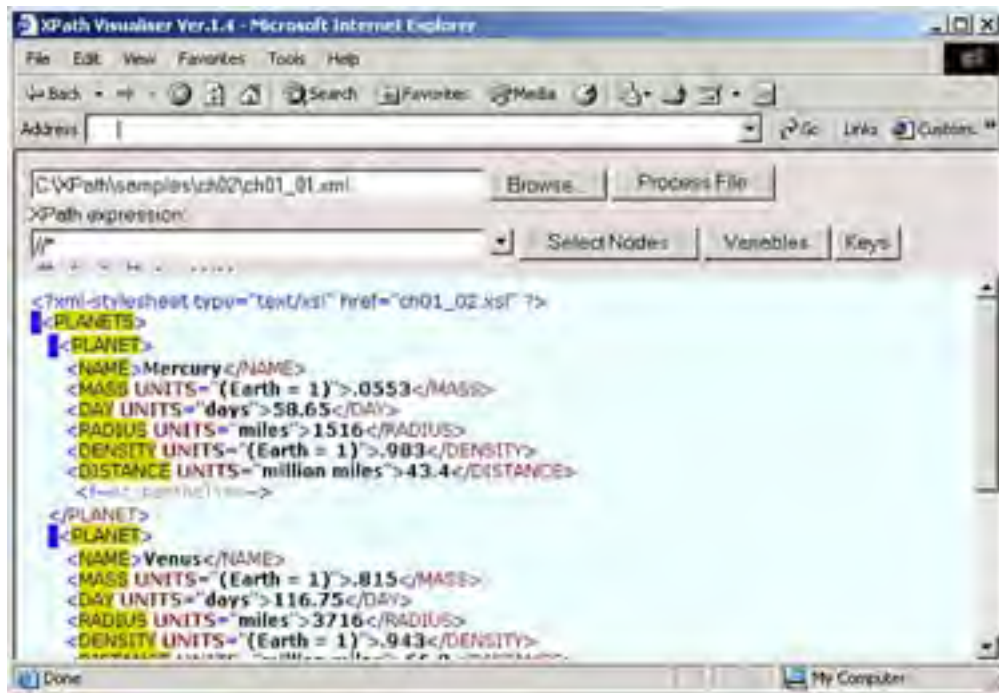 XPath Visualiser Ver.1.4 - Microsoft Internet Explorer
File Edit View Favorites Tools Help
Back Search Favorites Media
Address Go Links Custom. »
C:\XPath\samples\ch02\ch01_01.xml Browse... Process File
XPath expression:
//* Select Nodes Variables Keys
<?xml-stylesheet type="text/xsl" href="ch01_02.xsl" ?>
<PLANETS>
<PLANET>
<NAME>Mercury</NAME>
<MASS UNITS="(Earth = 1)">.0553</MASS>
<DAY UNITS="days">58.65</DAY>
<RADIUS UNITS="miles">1516</RADIUS>
<DENSITY UNITS="(Earth = 1)">.983</DENSITY>
<DISTANCE UNITS="million miles">43.4</DISTANCE>
</PLANET>
<PLANET>
<NAME>Venus</NAME>
<MASS UNITS="(Earth = 1)">.815</MASS>
<DAY UNITS="days">116.75</DAY>
<RADIUS UNITS="miles">3716</RADIUS>
<DENSITY UNITS="(Earth = 1)">.943</DENSITY>
Done My Computer